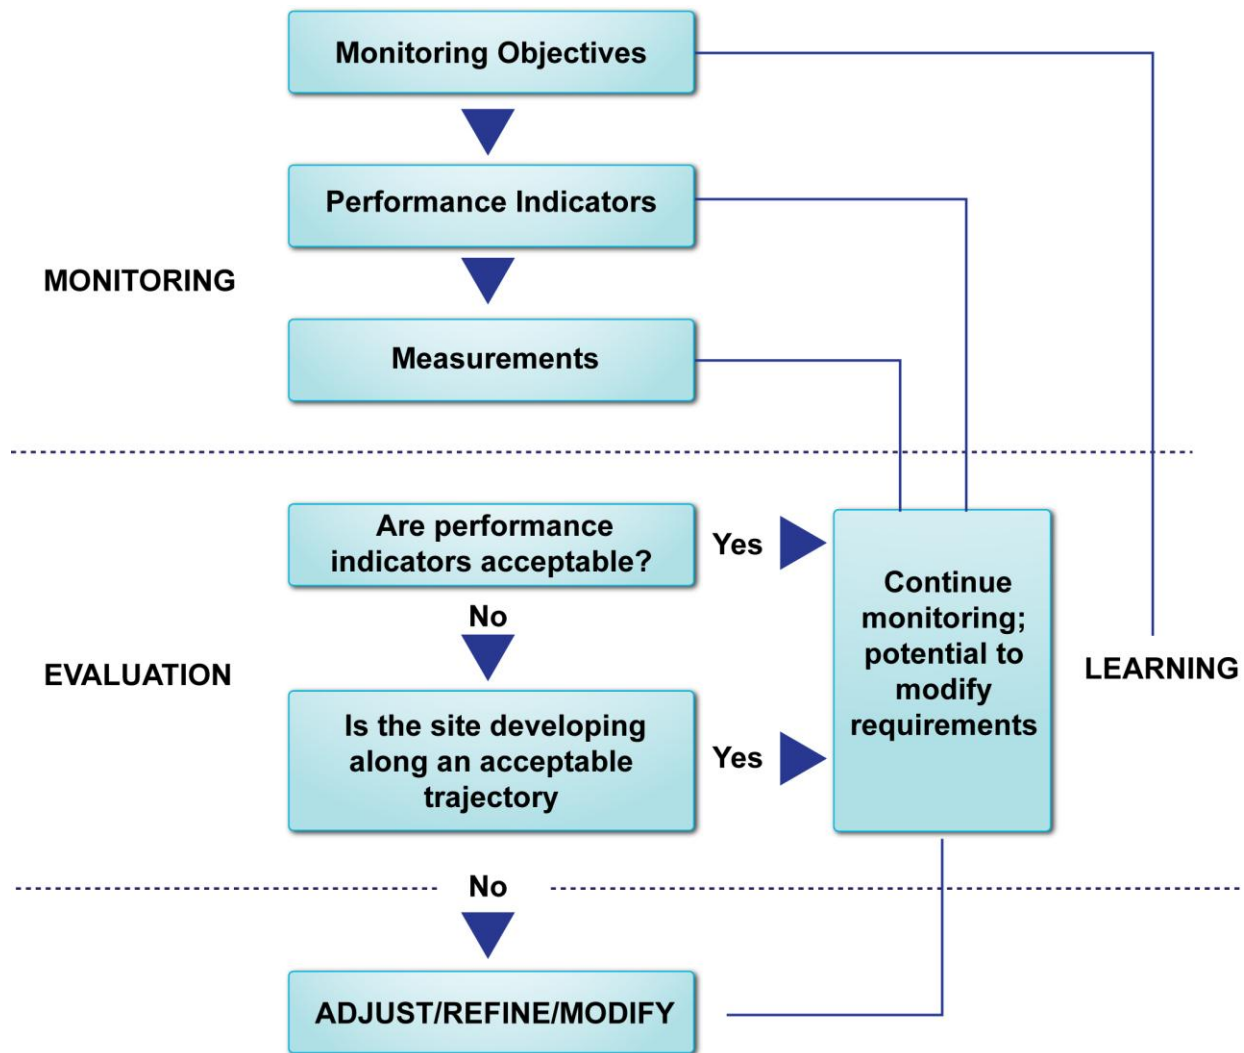 Monitoring Objectives
Performance Indicators
MONITORING
Measurements
Are performance
indicators acceptable?
Yes
No
Continue
monitoring;
potential to
modify
requirements
EVALUATION
LEARNING
Is the site developing
along an acceptable
trajectory
Yes
No
ADJUST/REFINE/MODIFY